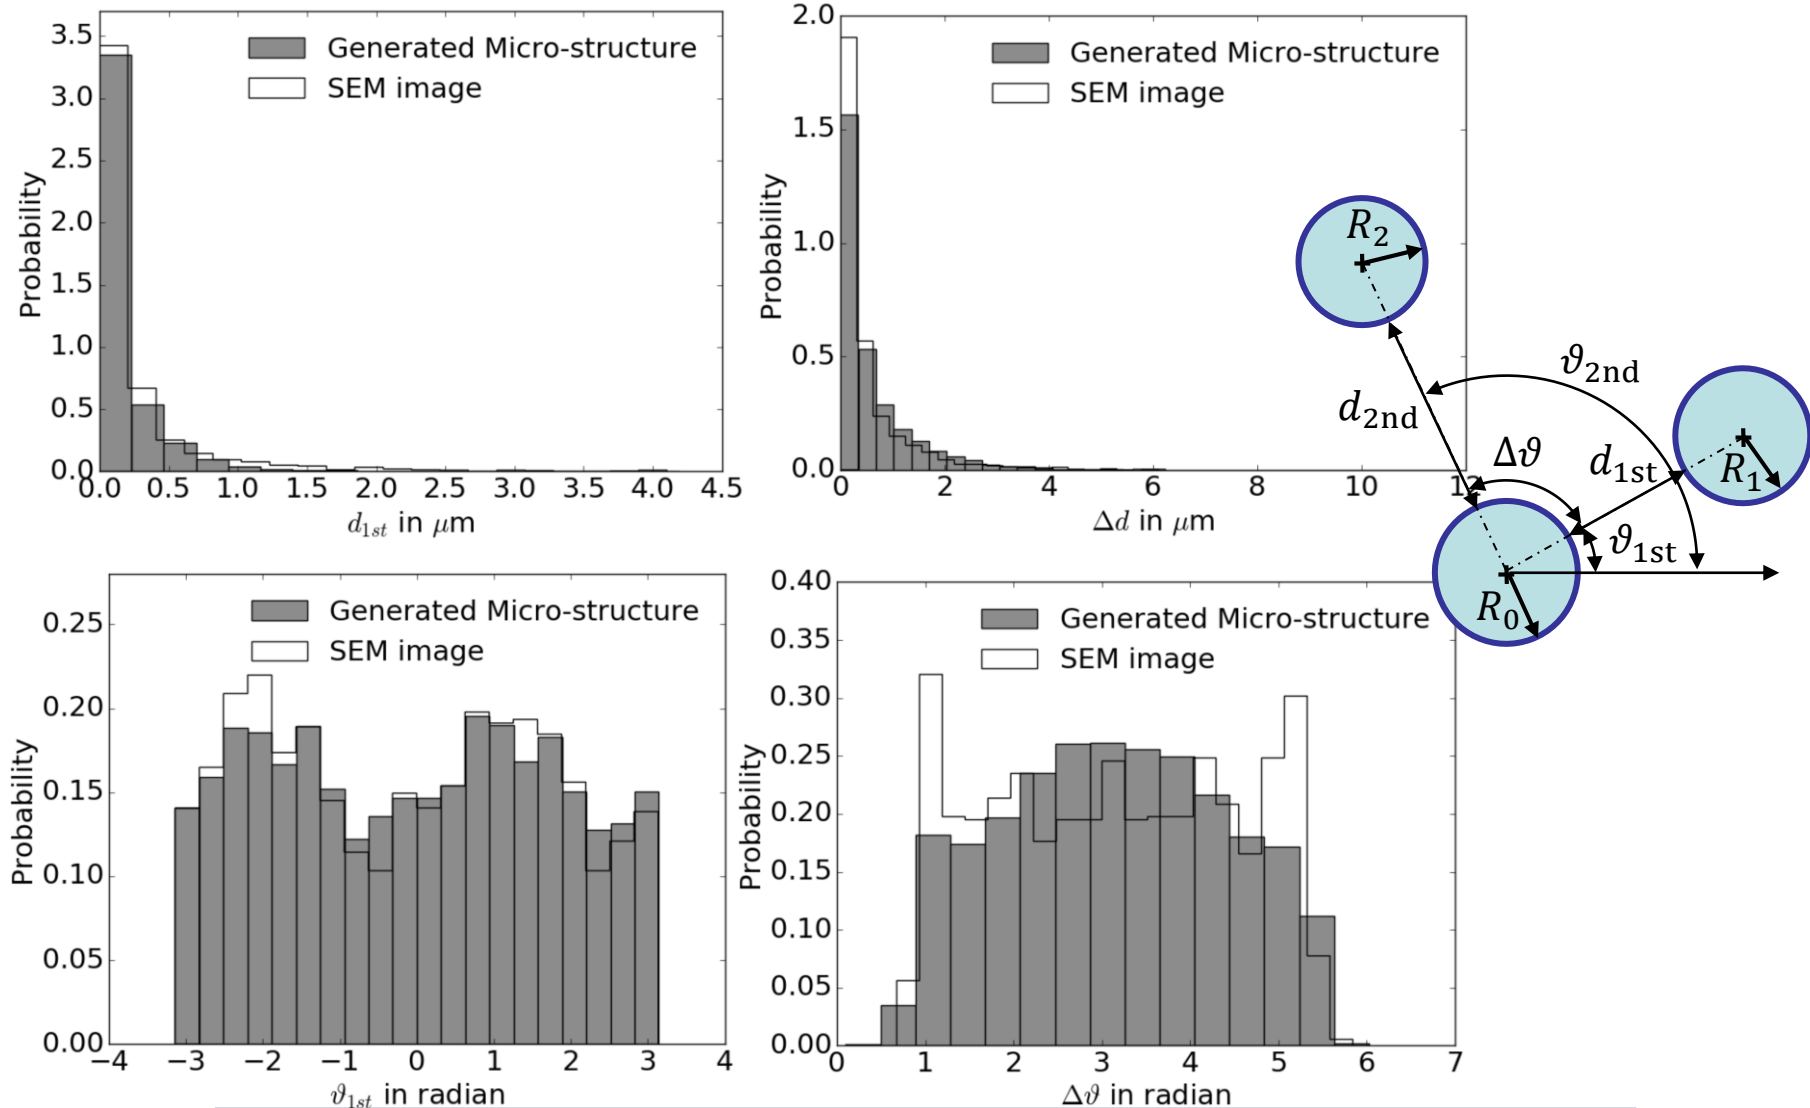 3.5
3.0
2.5
2.0
1.5
1.0
0.5
0.0
Probability
Generated Micro-structure
SEM image
0.0 0.5 1.0 1.5 2.0 2.5 3.0 3.5 4.0 4.5
d1st in μm
2.0
1.5
1.0
0.5
0.0
Probability
Generated Micro-structure
SEM image
0 2 4 6 8 10 12
Δd in μm
R2
ϑ2nd
d2nd
Δϑ
d1st
R1
ϑ1st
R0
0.25
0.20
0.15
0.10
0.05
0.00
Probability
Generated Micro-structure
SEM image
−4 −3 −2 −1 0 1 2 3 4
ϑ1st in radian
0.40
0.35
0.30
0.25
0.20
0.15
0.10
0.05
0.00
Probability
Generated Micro-structure
SEM image
0 1 2 3 4 5 6 7
Δϑ in radian